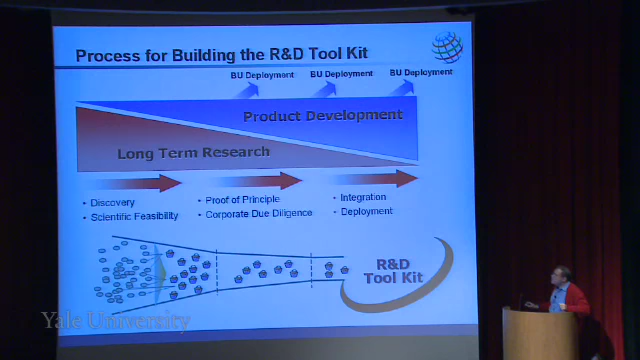 Process for Building the R&D Tool Kit
BU Deployment
BU Deployment
BU Deployment
Product Development
Long Term Research
• Discovery
• Scientific Feasibility
• Proof of Principle
• Corporate Due Diligence
• Integration
• Deployment
R&D
Tool Kit
Yale University